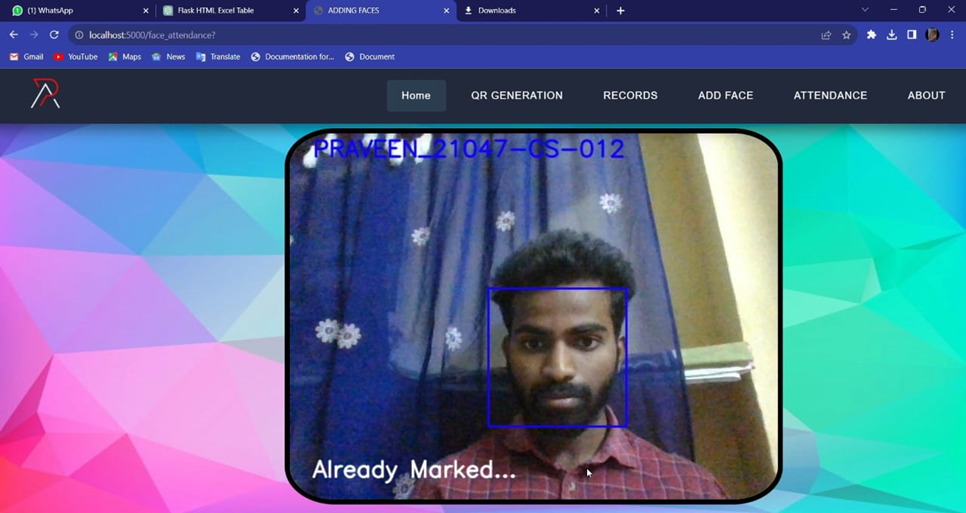 (1) WhatsApp
Flask HTML Excel Table
ADDING FACES
Downloads
localhost:5000/face_attendance?
Gmail
YouTube
Maps
News
Translate
Documentation for...
Document
Home
QR GENERATION
RECORDS
ADD FACE
ATTENDANCE
ABOUT
PRAVEEN_21047-CS-012
Already Marked...